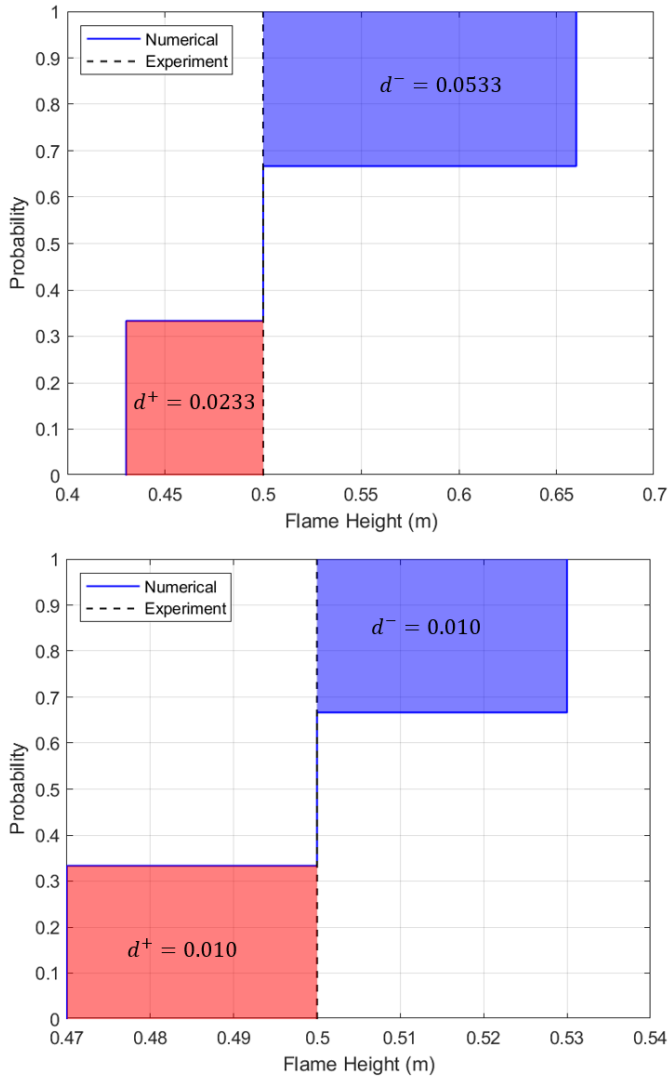 1
0.9
0.8
0.7
0.6
0.5
0.4
0.3
0.2
0.1
0
Probability
Numerical
Experiment
d⁻ = 0.0533
d⁺ = 0.0233
0.4 0.45 0.5 0.55 0.6 0.65 0.7
Flame Height (m)
1
0.9
0.8
0.7
0.6
0.5
0.4
0.3
0.2
0.1
0
Probability
Numerical
Experiment
d⁻ = 0.010
d⁺ = 0.010
0.47 0.48 0.49 0.5 0.51 0.52 0.53 0.54
Flame Height (m)